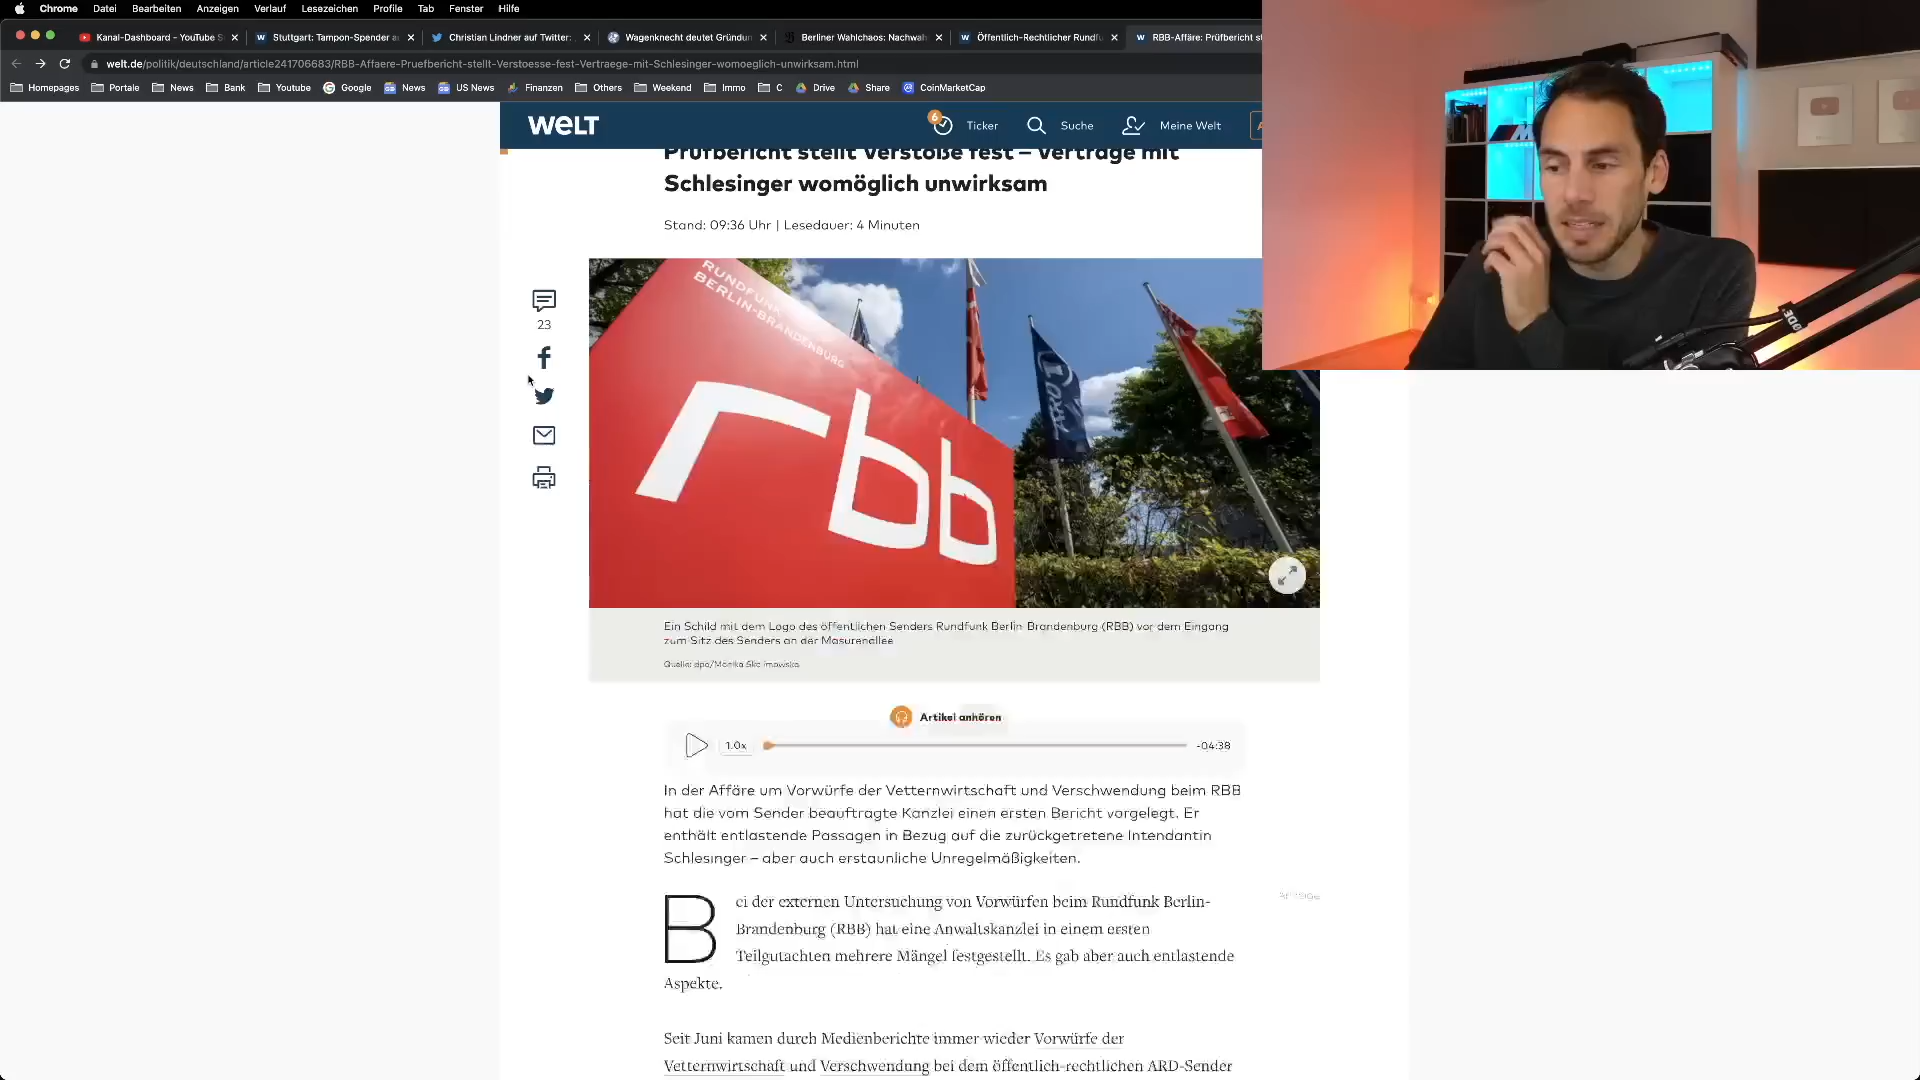 Chrome Datei Bearbeiten Anzeigen Verlauf Lesezeichen Profile Tab Fenster Hilfe
Kanal-Dashboard - YouTube S
Stuttgart: Tampon-Spender a
Christian Lindner auf Twitter:
Wagenknecht deutet Gründun
Berliner Wahlchaos: Nachwah
Öffentlich-Rechtlicher Rundfu
RBB-Affäre: Prüfbericht st
welt.de/politik/deutschland/article241706683/RBB-Affaere-Pruefbericht-stellt-Verstoesse-fest-Vertraege-mit-Schlesinger-womoeglich-unwirksam.html
Homepages Portale News Bank Youtube Google News US News Finanzen Others Weekend Immo C Drive Share CoinMarketCap
WELT
6
Ticker Suche Meine Welt A
Prüfbericht stellt Verstöße fest – Verträge mit
Schlesinger womöglich unwirksam
Stand: 09:36 Uhr | Lesedauer: 4 Minuten
23
RUNDFUNK
BERLIN-BRANDENBURG
rbb
RØDE
Ein Schild mit dem Logo des öffentlichen Senders Rundfunk Berlin-Brandenburg (RBB) vor dem Eingang
zum Sitz des Senders an der Masurenallee
Quelle: dpa/Monika Skolimowska
Artikel anhören
1.0x
-04:38
In der Affäre um Vorwürfe der Vetternwirtschaft und Verschwendung beim RBB
hat die vom Sender beauftragte Kanzlei einen ersten Bericht vorgelegt. Er
enthält entlastende Passagen in Bezug auf die zurückgetretene Intendantin
Schlesinger – aber auch erstaunliche Unregelmäßigkeiten.
Anzeige
Bei der externen Untersuchung von Vorwürfen beim Rundfunk Berlin-
Brandenburg (RBB) hat eine Anwaltskanzlei in einem ersten
Teilgutachten mehrere Mängel festgestellt. Es gab aber auch entlastende
Aspekte.
Seit Juni kamen durch Medienberichte immer wieder Vorwürfe der
Vetternwirtschaft und Verschwendung bei dem öffentlich-rechtlichen ARD-Sender